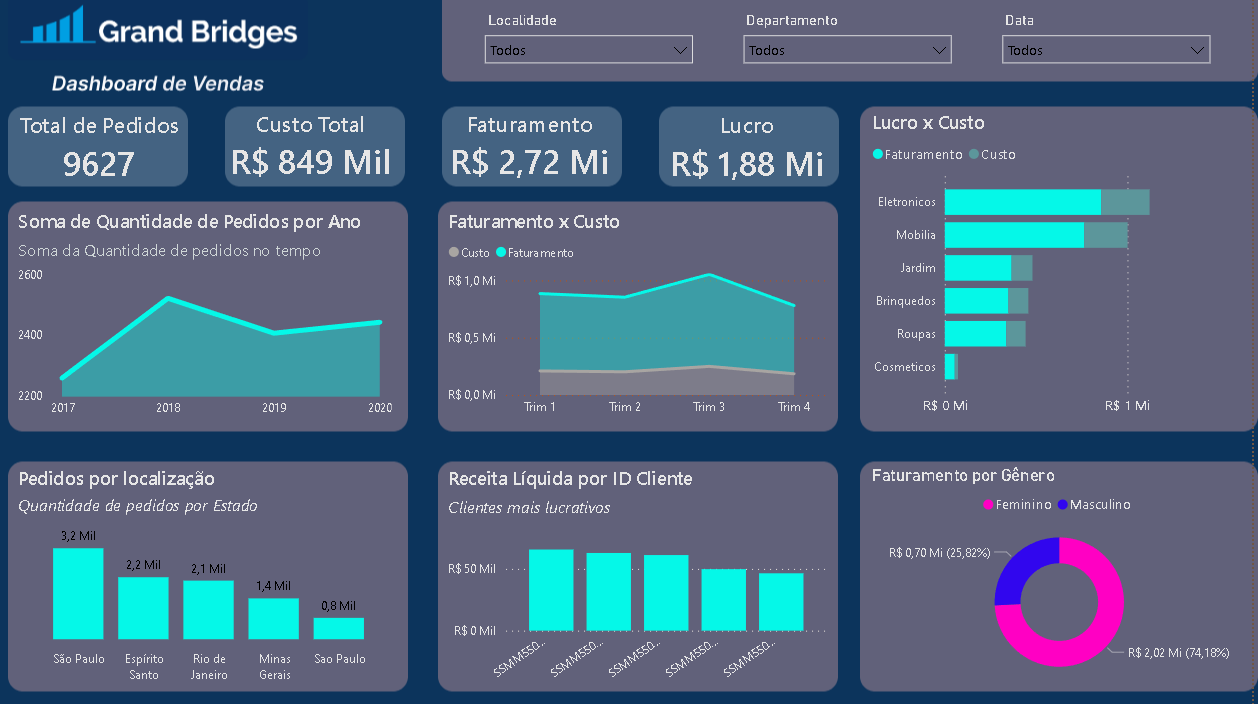 Grand Bridges
Dashboard de Vendas
Localidade
Todos
Departamento
Todos
Data
Todos
Total de Pedidos
9627
Custo Total
R$ 849 Mil
Faturamento
R$ 2,72 Mi
Lucro
R$ 1,88 Mi
Soma de Quantidade de Pedidos por Ano
Soma da Quantidade de pedidos no tempo
2600
2400
2200
2017
2018
2019
2020
Faturamento x Custo
Custo
Faturamento
R$ 1,0 Mi
R$ 0,5 Mi
R$ 0,0 Mi
Trim 1
Trim 2
Trim 3
Trim 4
Lucro x Custo
Faturamento
Custo
Eletronicos
Mobilia
Jardim
Brinquedos
Roupas
Cosmeticos
R$ 0 Mi
R$ 1 Mi
Pedidos por localização
Quantidade de pedidos por Estado
3,2 Mil
2,2 Mil
2,1 Mil
1,4 Mil
0,8 Mil
São Paulo
Espírito
Santo
Rio de
Janeiro
Minas
Gerais
Sao Paulo
Receita Líquida por ID Cliente
Clientes mais lucrativos
R$ 50 Mil
R$ 0 Mil
SSMM550...
SSMM550...
SSMM550...
SSMM550...
SSMM550...
Faturamento por Gênero
Feminino
Masculino
R$ 0,70 Mi (25,82%)
R$ 2,02 Mi (74,18%)